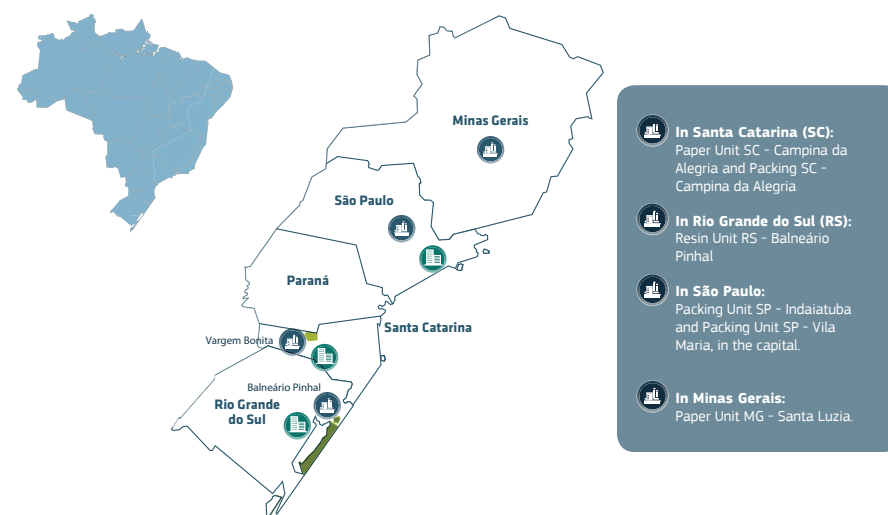 Minas Gerais
São Paulo
Paraná
Santa Catarina
Vargem Bonita
Balneário Pinhal
Rio Grande
do Sul
In Santa Catarina (SC):
Paper Unit SC - Campina da
Alegria and Packing SC -
Campina da Alegria
In Rio Grande do Sul (RS):
Resin Unit RS - Balneário
Pinhal
In São Paulo:
Packing Unit SP - Indaiatuba
and Packing Unit SP - Vila
Maria, in the capital.
In Minas Gerais:
Paper Unit MG - Santa Luzia.